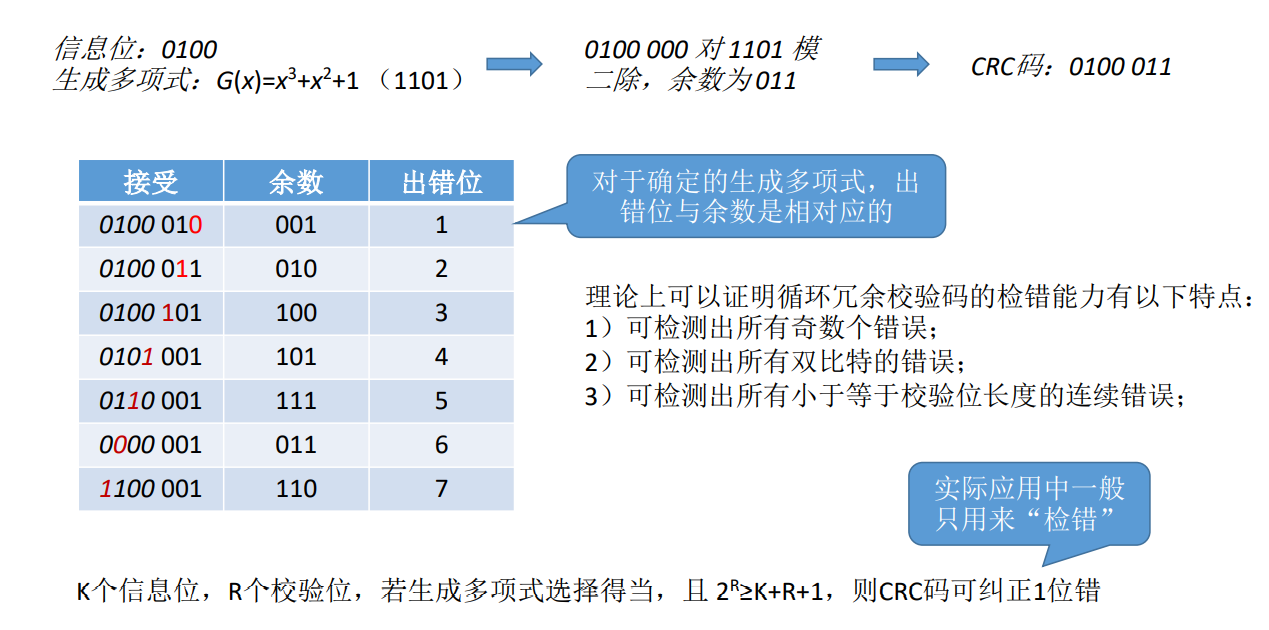 信息位：0100
生成多项式：G(x)=x³+x²+1 （1101）
0100 000 对 1101 模
二除，余数为 011
CRC码：0100 011
接受 余数 出错位
0100 010 001 1
0100 011 010 2
0100 101 100 3
0101 001 101 4
0110 001 111 5
0000 001 011 6
1100 001 110 7
对于确定的生成多项式，出
错位与余数是相对应的
理论上可以证明循环冗余校验码的检错能力有以下特点：
1）可检测出所有奇数个错误；
2）可检测出所有双比特的错误；
3）可检测出所有小于等于校验位长度的连续错误；
实际应用中一般
只用来“检错”
K个信息位，R个校验位，若生成多项式选择得当，且 2ᴿ≥K+R+1，则CRC码可纠正1位错